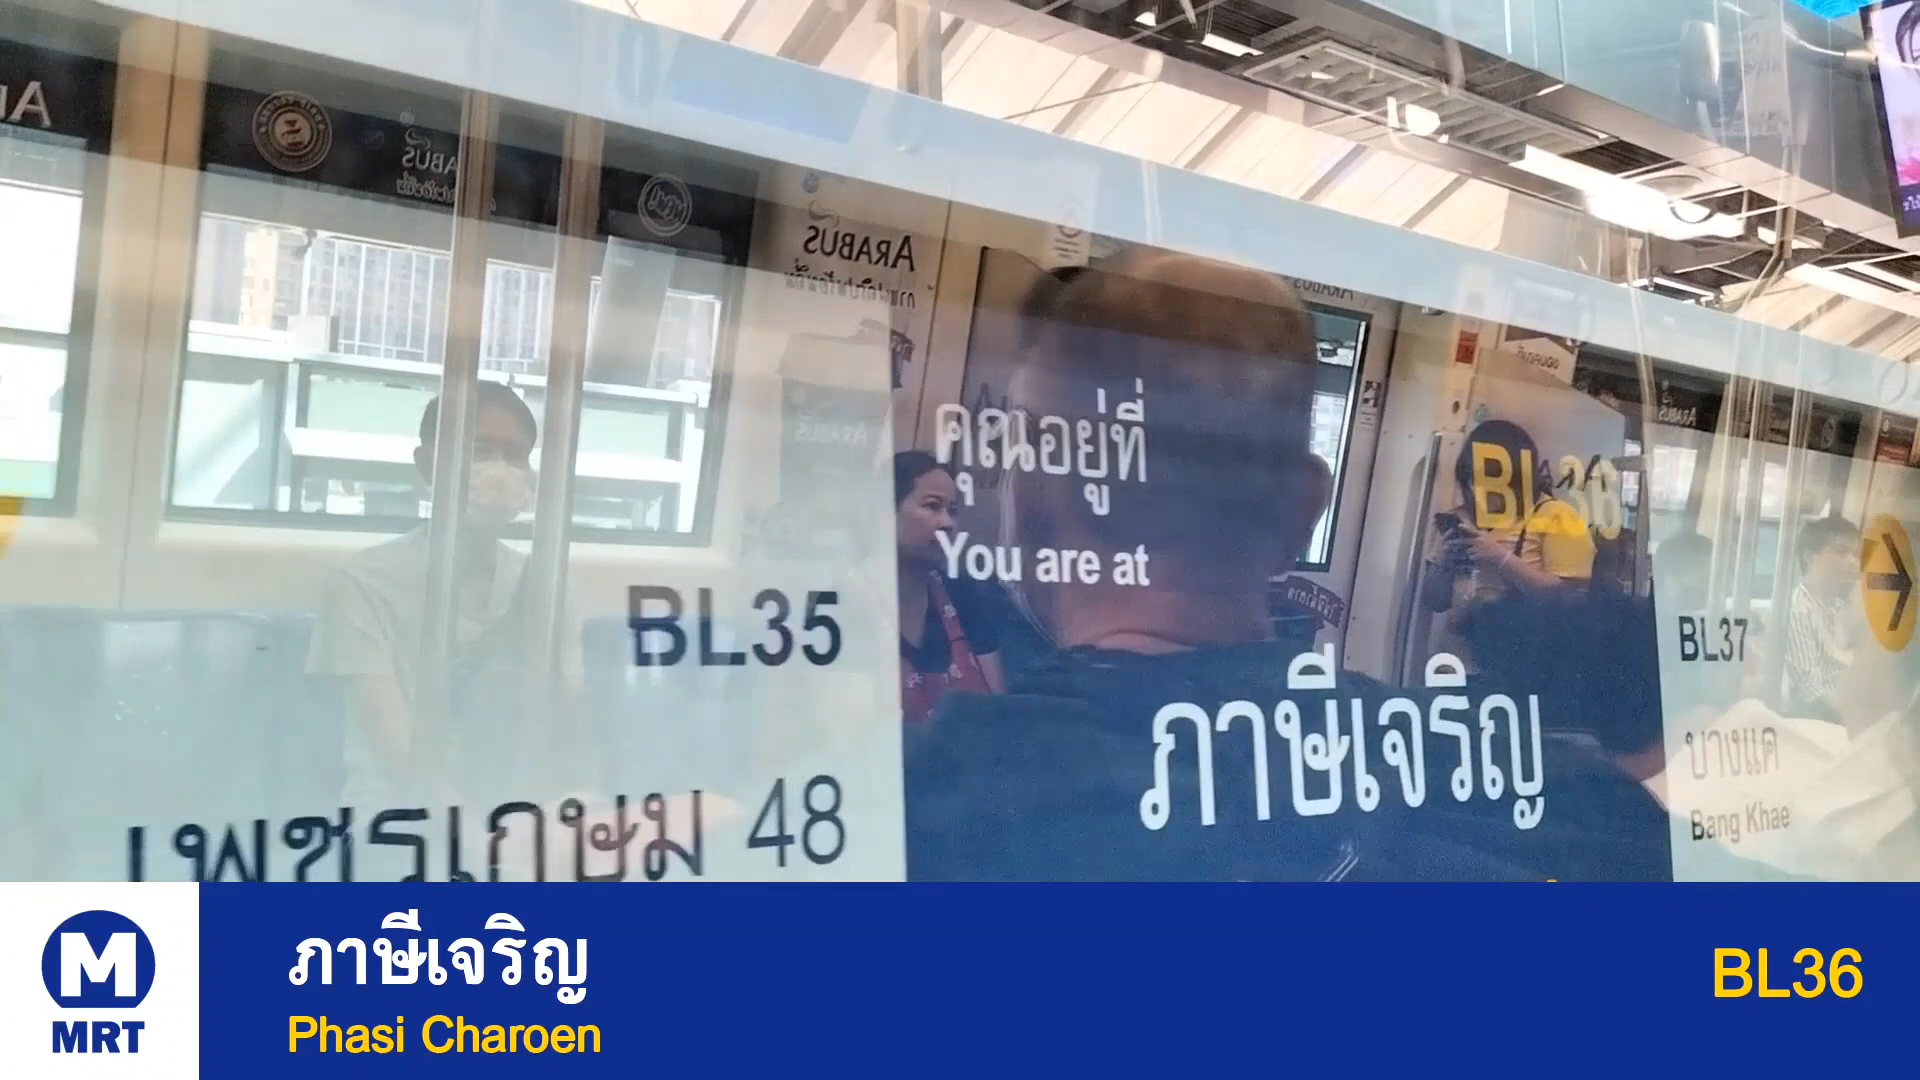 ARABUS
คุณอยู่ที่
You are at
BL36
BL35
BL37
ภาษีเจริญ
บางแค
Bang Khae
เพชรเกษม 48
M
MRT
ภาษีเจริญ
Phasi Charoen
BL36